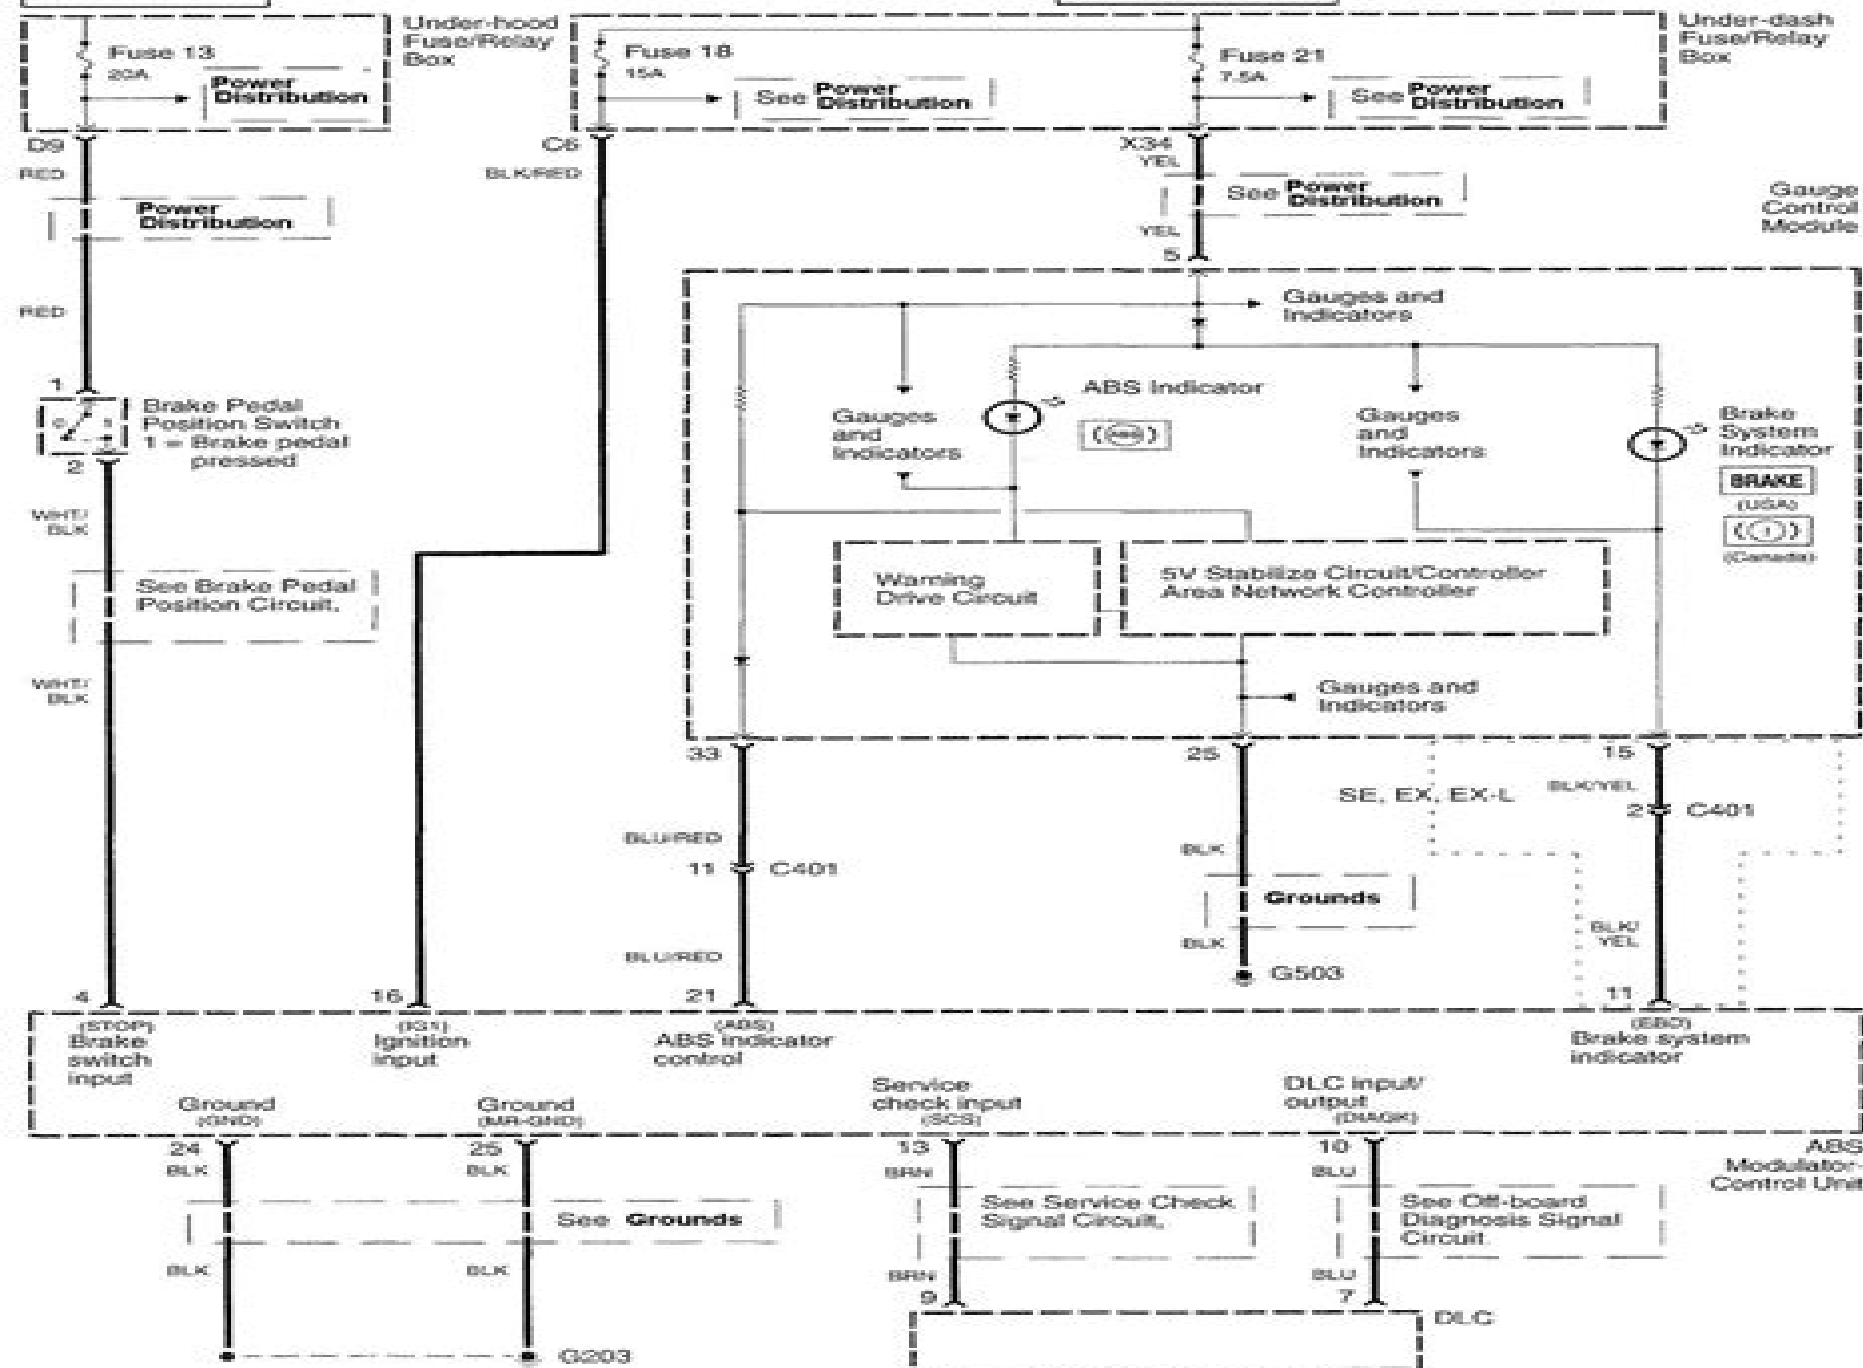 Under-hood
Fuse/Relay
Box
Fuse 13
20A
Power
Distribution
Fuse 18
15A
See Power
Distribution
Fuse 21
7.5A
See Power
Distribution
Under-dash
Fuse/Relay
Box
D9
RED
C6
BLK/RED
X34
YEL
Power
Distribution
See Power
Distribution
YEL
5
Gauge
Control
Module
RED
1
Gauges and
Indicators
Brake Pedal
Position Switch
1 = Brake pedal
pressed
0
1
2
ABS Indicator
Gauges
and
Indicators
Gauges
and
Indicators
Brake
System
Indicator
BRAKE
(USA)
(Canada)
WHT/
BLK
See Brake Pedal
Position Circuit.
Warning
Drive Circuit
5V Stabilize Circuit/Controller
Area Network Controller
WHT/
BLK
Gauges and
Indicators
33
25
15
SE, EX, EX-L
BLK/YEL
2
C401
BLU/RED
11
C401
BLK
Grounds
BLK
BLK/
YEL
BLU/RED
G503
4
16
21
11
(STOP)
Brake
switch
input
(IG1)
Ignition
input
(ABS)
ABS indicator
control
(EBD)
Brake system
indicator
Ground
(GND)
Ground
(MR-GND)
Service
check input
(SCS)
DLC input/
output
(DIAGK)
24
BLK
25
BLK
13
BRN
10
BLU
ABS
Modulator-
Control Unit
See Grounds
See Service Check
Signal Circuit,
See Off-board
Diagnosis Signal
Circuit.
BLK
BLK
BRN
9
BLU
7
DLC
G203